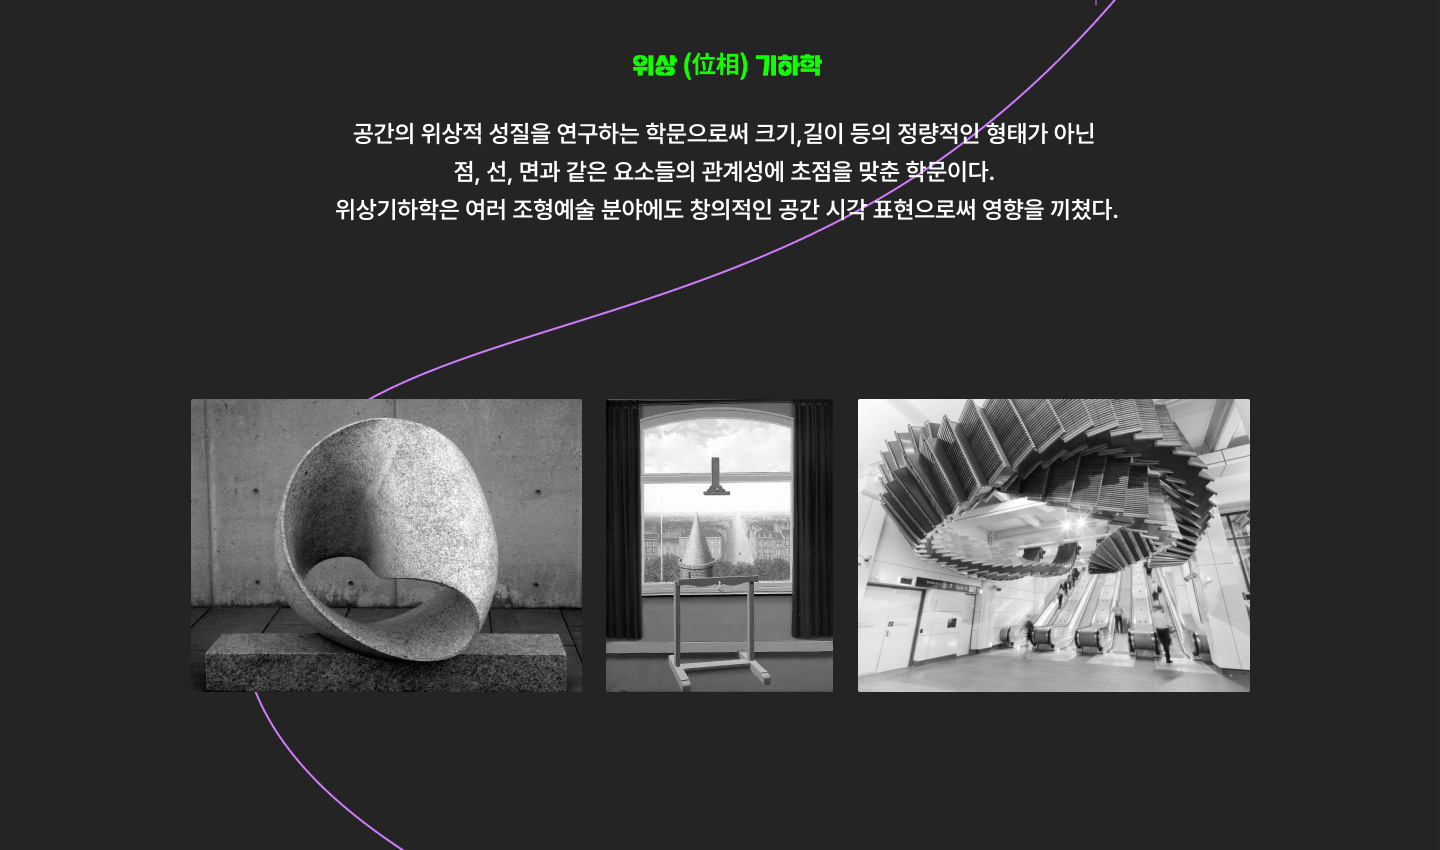 위상 (位相) 기하학
공간의 위상적 성질을 연구하는 학문으로써 크기,길이 등의 정량적인 형태가 아닌
점, 선, 면과 같은 요소들의 관계성에 초점을 맞춘 학문이다.
위상기하학은 여러 조형예술 분야에도 창의적인 공간 시각 표현으로써 영향을 끼쳤다.